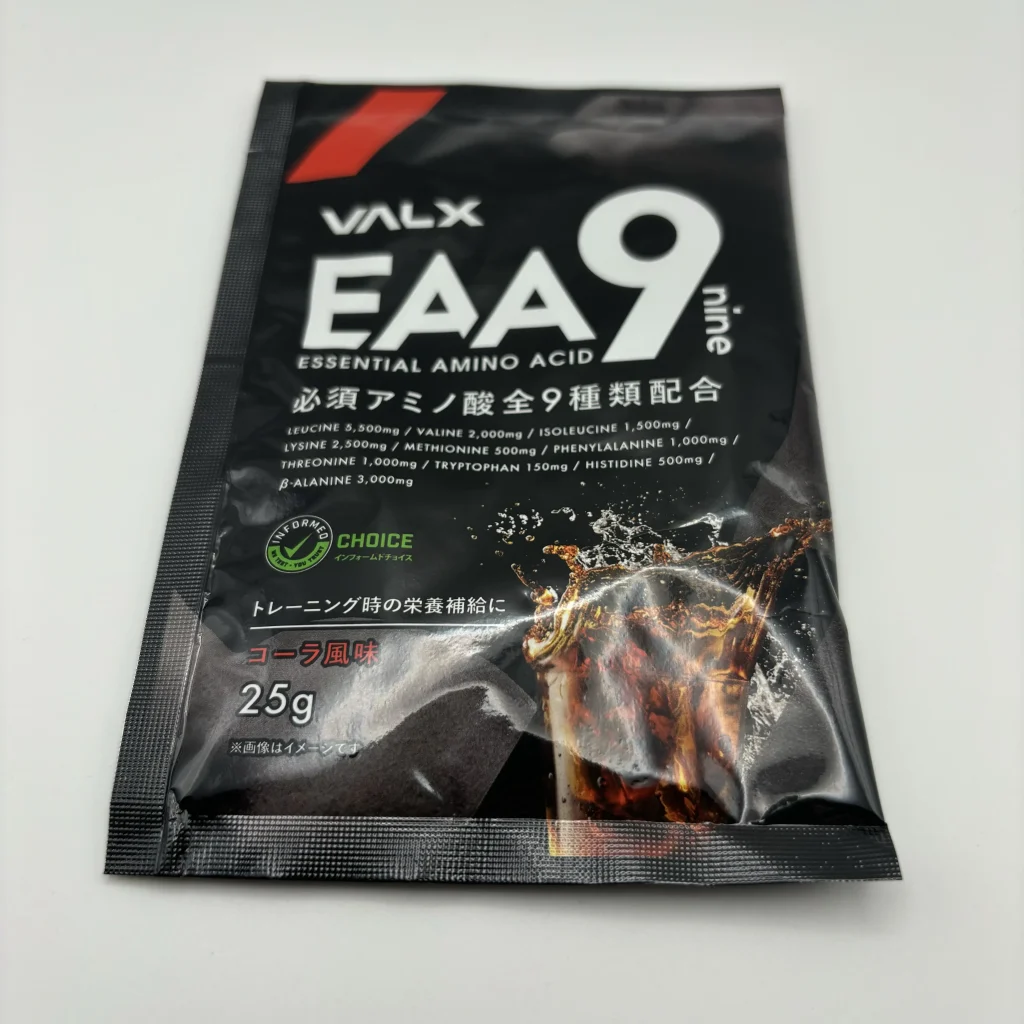 VALX
EAA9
nine
ESSENTIAL AMINO ACID
必須アミノ酸全9種類配合
LEUCINE 5,500mg / VALINE 2,000mg / ISOLEUCINE 1,500mg /
LYSINE 2,500mg / METHIONINE 500mg / PHENYLALANINE 1,000mg /
THREONINE 1,000mg / TRYPTOPHAN 150mg / HISTIDINE 500mg /
β-ALANINE 3,000mg
INFORMED
WE TEST • YOU TRUST
CHOICE
インフォームドチョイス
トレーニング時の栄養補給に
コーラ風味
25g
※画像はイメージです